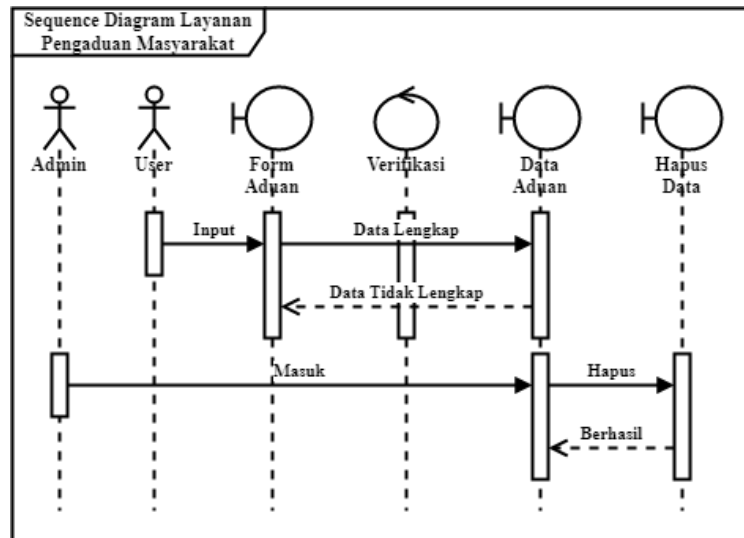 Sequence Diagram Layanan
Pengaduan Masyarakat
Admin
User
Form
Aduan
Verifikasi
Data
Aduan
Hapus
Data
Input
Data Lengkap
Data Tidak Lengkap
Masuk
Hapus
Berhasil